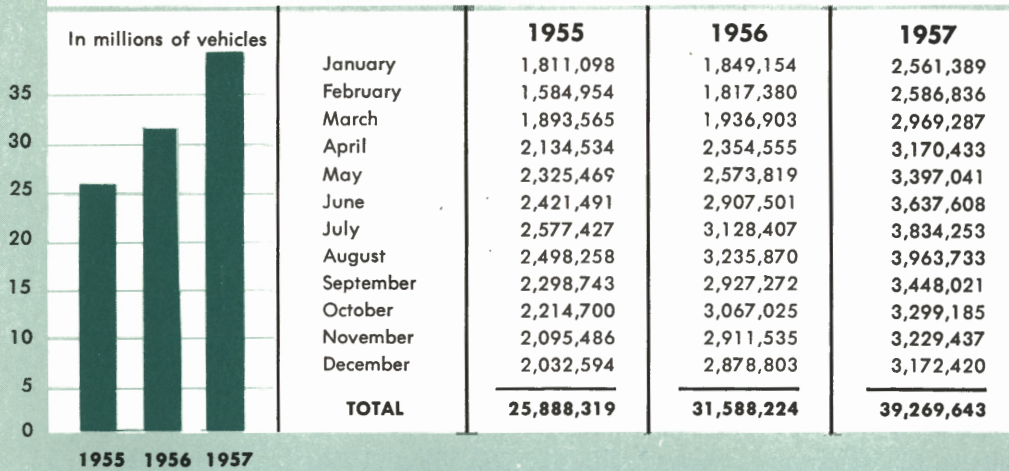 In millions of vehicles
35
30
25
20
15
10
5
0
1955 1956 1957
1955 1956 1957
January 1,811,098 1,849,154 2,561,389
February 1,584,954 1,817,380 2,586,836
March 1,893,565 1,936,903 2,969,287
April 2,134,534 2,354,555 3,170,433
May 2,325,469 2,573,819 3,397,041
June 2,421,491 2,907,501 3,637,608
July 2,577,427 3,128,407 3,834,253
August 2,498,258 3,235,870 3,963,733
September 2,298,743 2,927,272 3,448,021
October 2,214,700 3,067,025 3,299,185
November 2,095,486 2,911,535 3,229,437
December 2,032,594 2,878,803 3,172,420
TOTAL 25,888,319 31,588,224 39,269,643